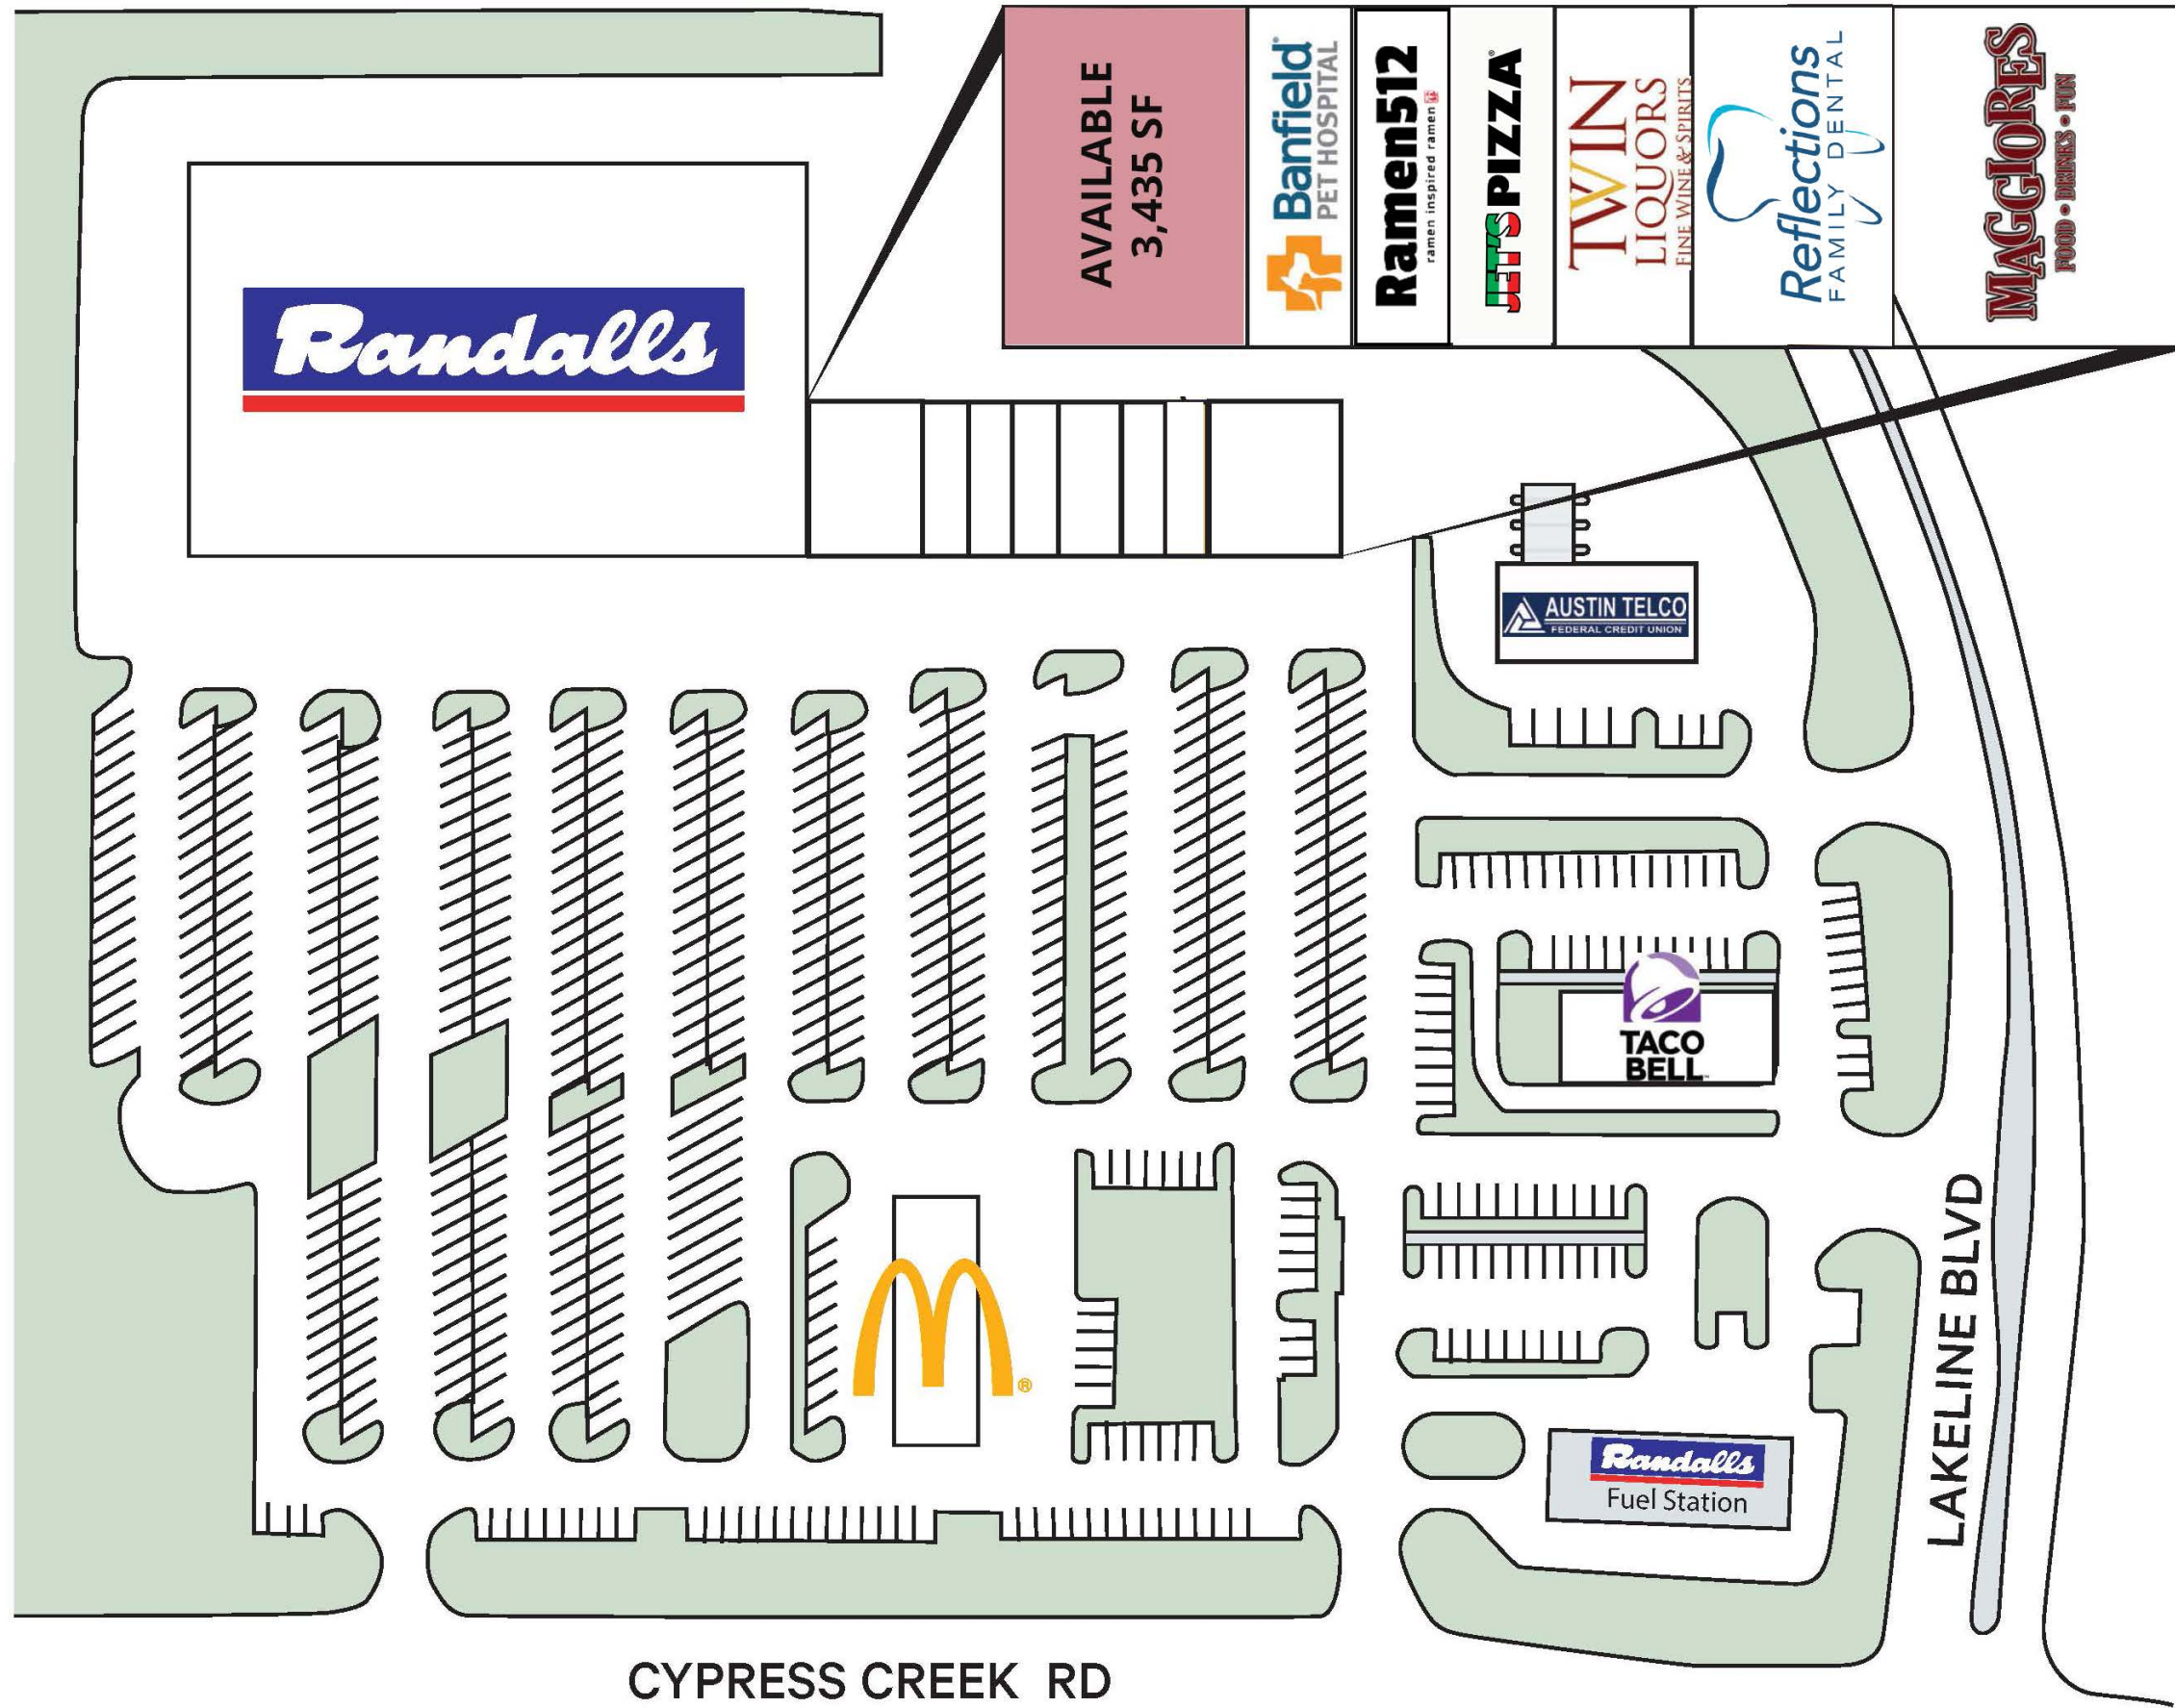 AVAILABLE
3,435 SF
Banfield®
PET HOSPITAL
Ramen512
ramen inspired ramen
JET'S PIZZA®
TWIN
LIQUORS
FINE WINE & SPIRITS
Reflections
FAMILY DENTAL
MAGGIORES
FOOD • DRINKS • FUN
Randalls
AUSTIN TELCO
FEDERAL CREDIT UNION
TACO
BELL™
®
Randalls
Fuel Station
LAKELINE BLVD
CYPRESS CREEK RD